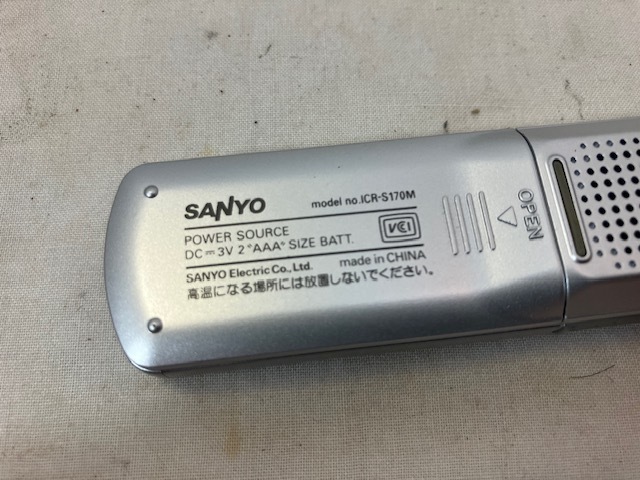 SANYO model no.ICR-S170M
POWER SOURCE
DC⎓3V 2"AAA" SIZE BATT.
VCI
SANYO Electric Co., Ltd. made in CHINA
高温になる場所には放置しないでください。
OPEN